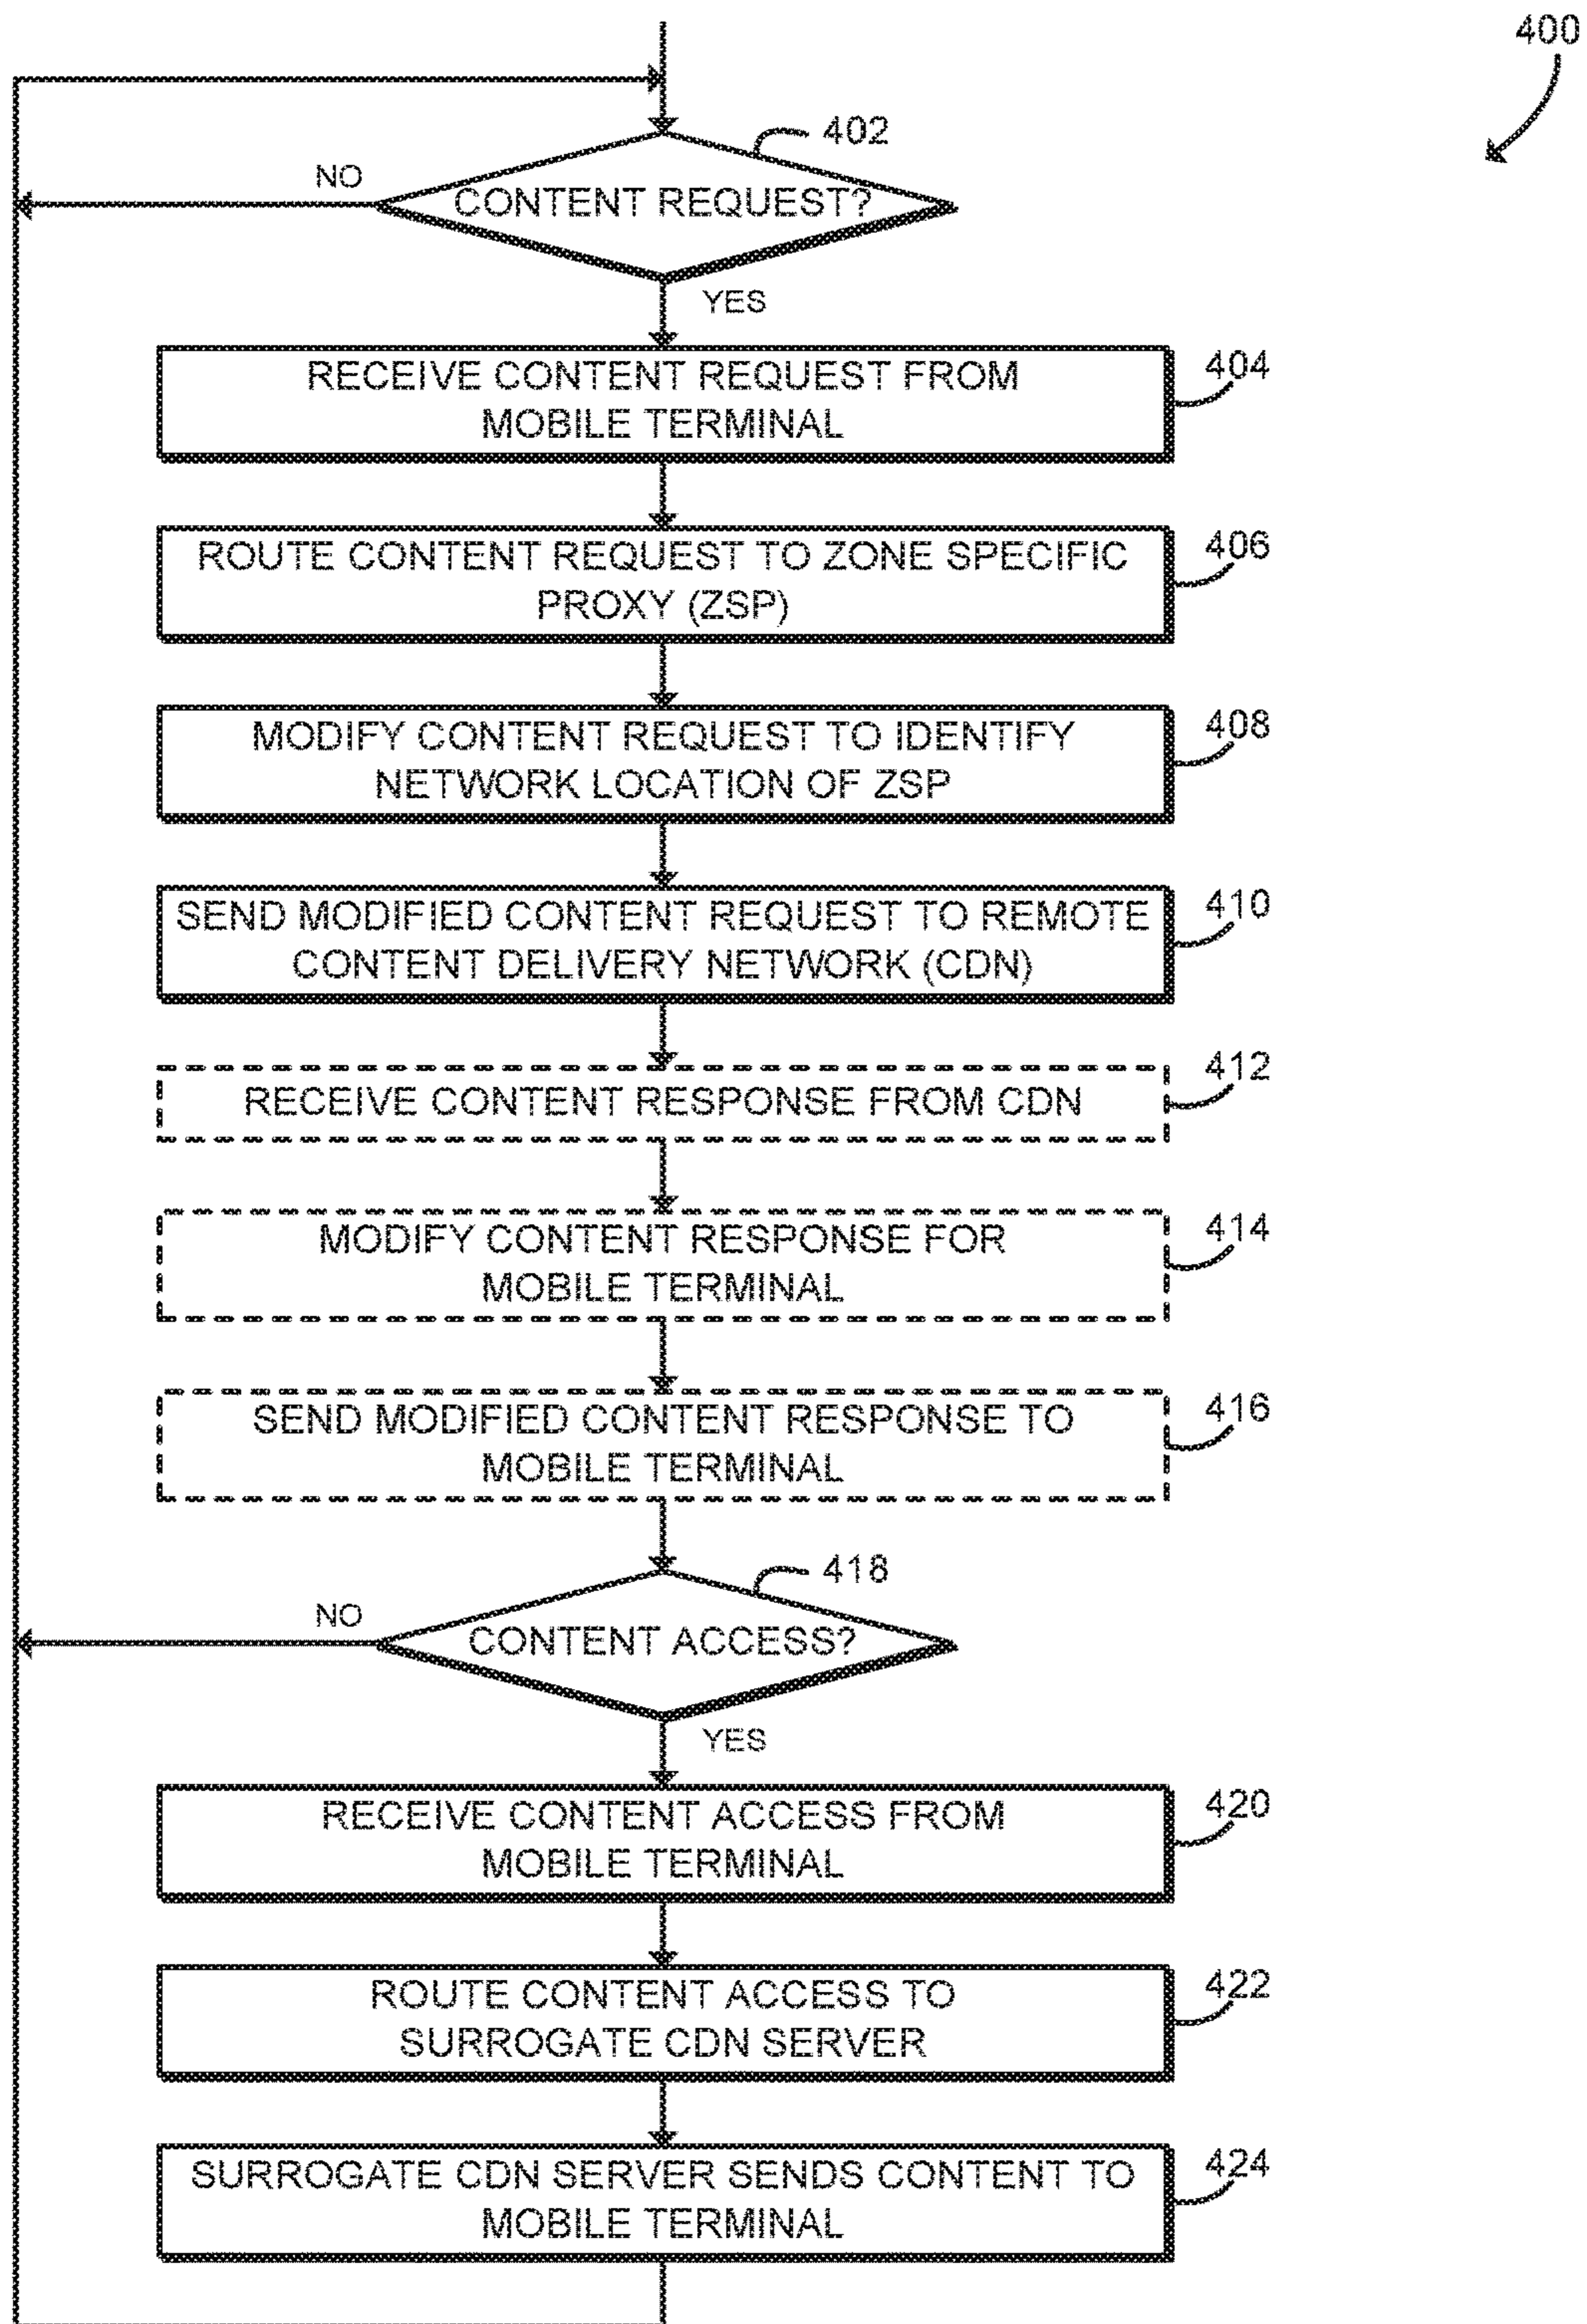 400
402
NO
CONTENT REQUEST?
YES
RECEIVE CONTENT REQUEST FROM
MOBILE TERMINAL
404
ROUTE CONTENT REQUEST TO ZONE SPECIFIC
PROXY (ZSP)
406
MODIFY CONTENT REQUEST TO IDENTIFY
NETWORK LOCATION OF ZSP
408
SEND MODIFIED CONTENT REQUEST TO REMOTE
CONTENT DELIVERY NETWORK (CDN)
410
RECEIVE CONTENT RESPONSE FROM CDN
412
MODIFY CONTENT RESPONSE FOR
MOBILE TERMINAL
414
SEND MODIFIED CONTENT RESPONSE TO
MOBILE TERMINAL
416
418
NO
CONTENT ACCESS?
YES
RECEIVE CONTENT ACCESS FROM
MOBILE TERMINAL
420
ROUTE CONTENT ACCESS TO
SURROGATE CDN SERVER
422
SURROGATE CDN SERVER SENDS CONTENT TO
MOBILE TERMINAL
424